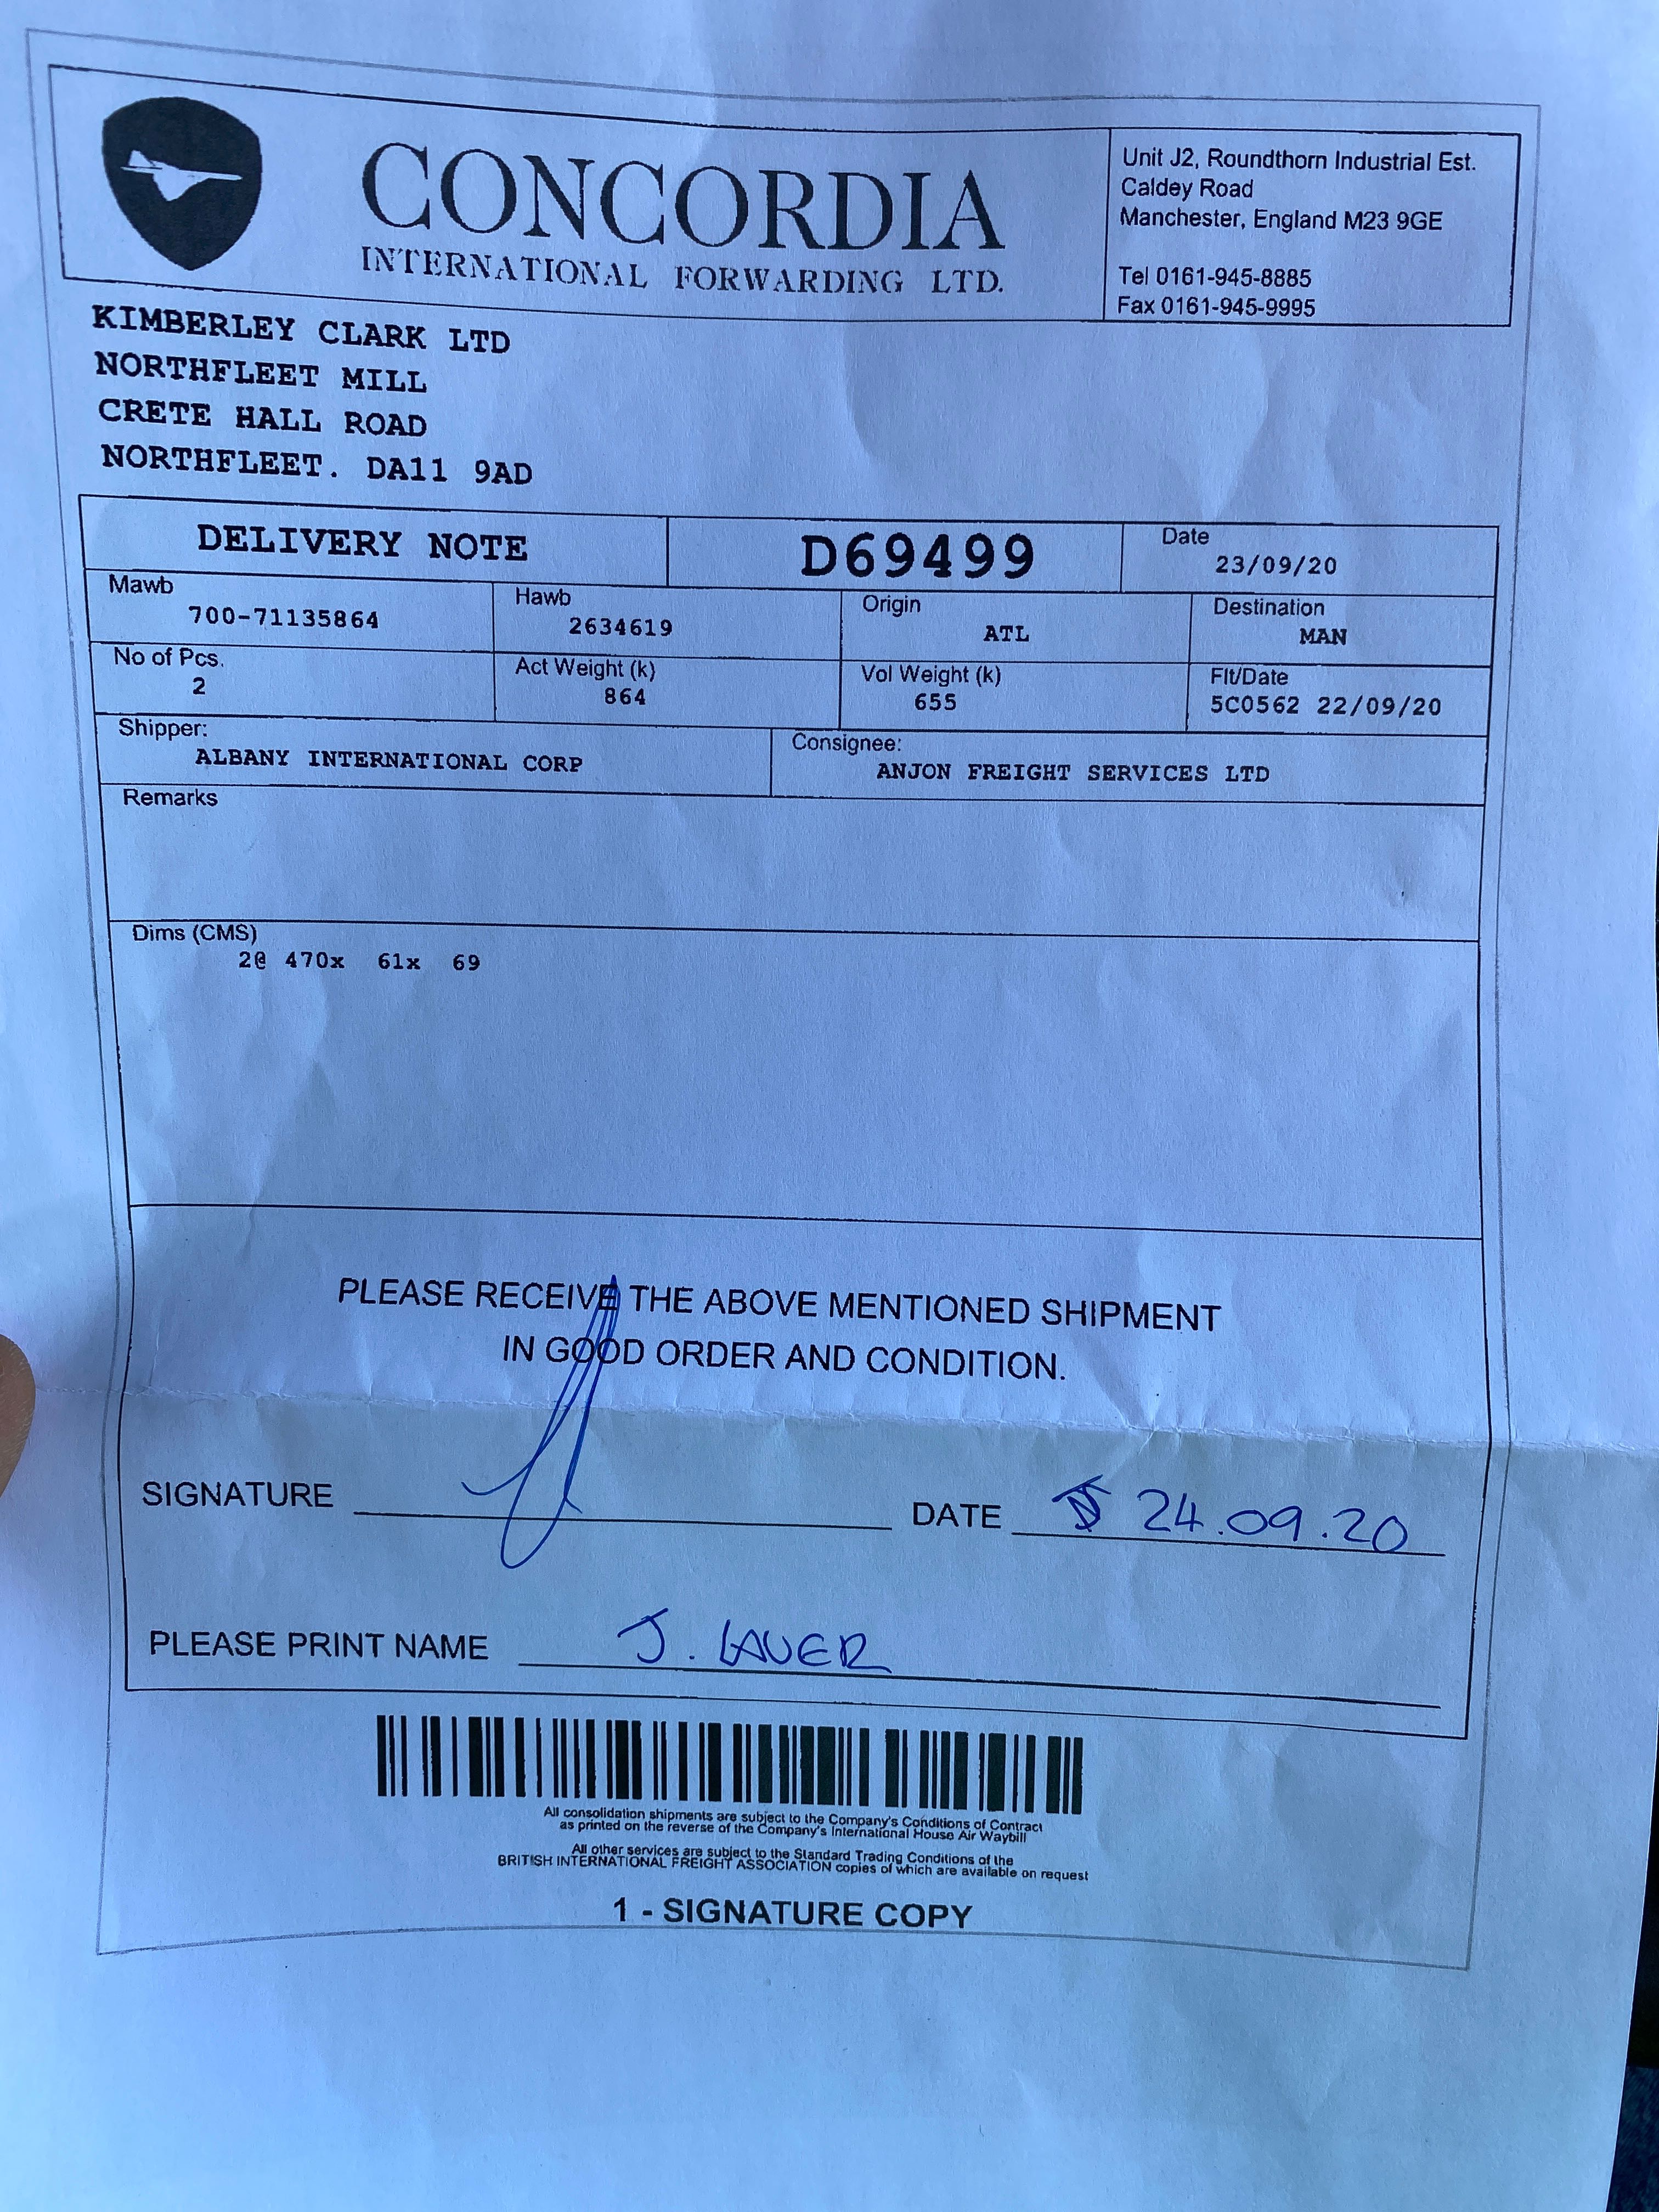 CONCORDIA
INTERNATIONAL FORWARDING LTD.
Unit J2, Roundthorn Industrial Est.
Caldey Road
Manchester, England M23 9GE
Tel 0161-945-8885
Fax 0161-945-9995
KIMBERLEY CLARK LTD
NORTHFLEET MILL
CRETE HALL ROAD
NORTHFLEET. DA11 9AD
DELIVERY NOTE D69499 Date 23/09/20
Mawb 700-71135864 Hawb 2634619 Origin ATL Destination MAN
No of Pcs. 2 Act Weight (k) 864 Vol Weight (k) 655 Flt/Date 5C0562 22/09/20
Shipper: ALBANY INTERNATIONAL CORP Consignee: ANJON FREIGHT SERVICES LTD
Remarks
Dims (CMS)
2@ 470x 61x 69
PLEASE RECEIVE THE ABOVE MENTIONED SHIPMENT
IN GOOD ORDER AND CONDITION.
SIGNATURE DATE 24.09.20
PLEASE PRINT NAME J. LAUER
All consolidation shipments are subject to the Company's Conditions of Contract
as printed on the reverse of the Company's International House Air Waybill
All other services are subject to the Standard Trading Conditions of the
BRITISH INTERNATIONAL FREIGHT ASSOCIATION copies of which are available on request
1 - SIGNATURE COPY